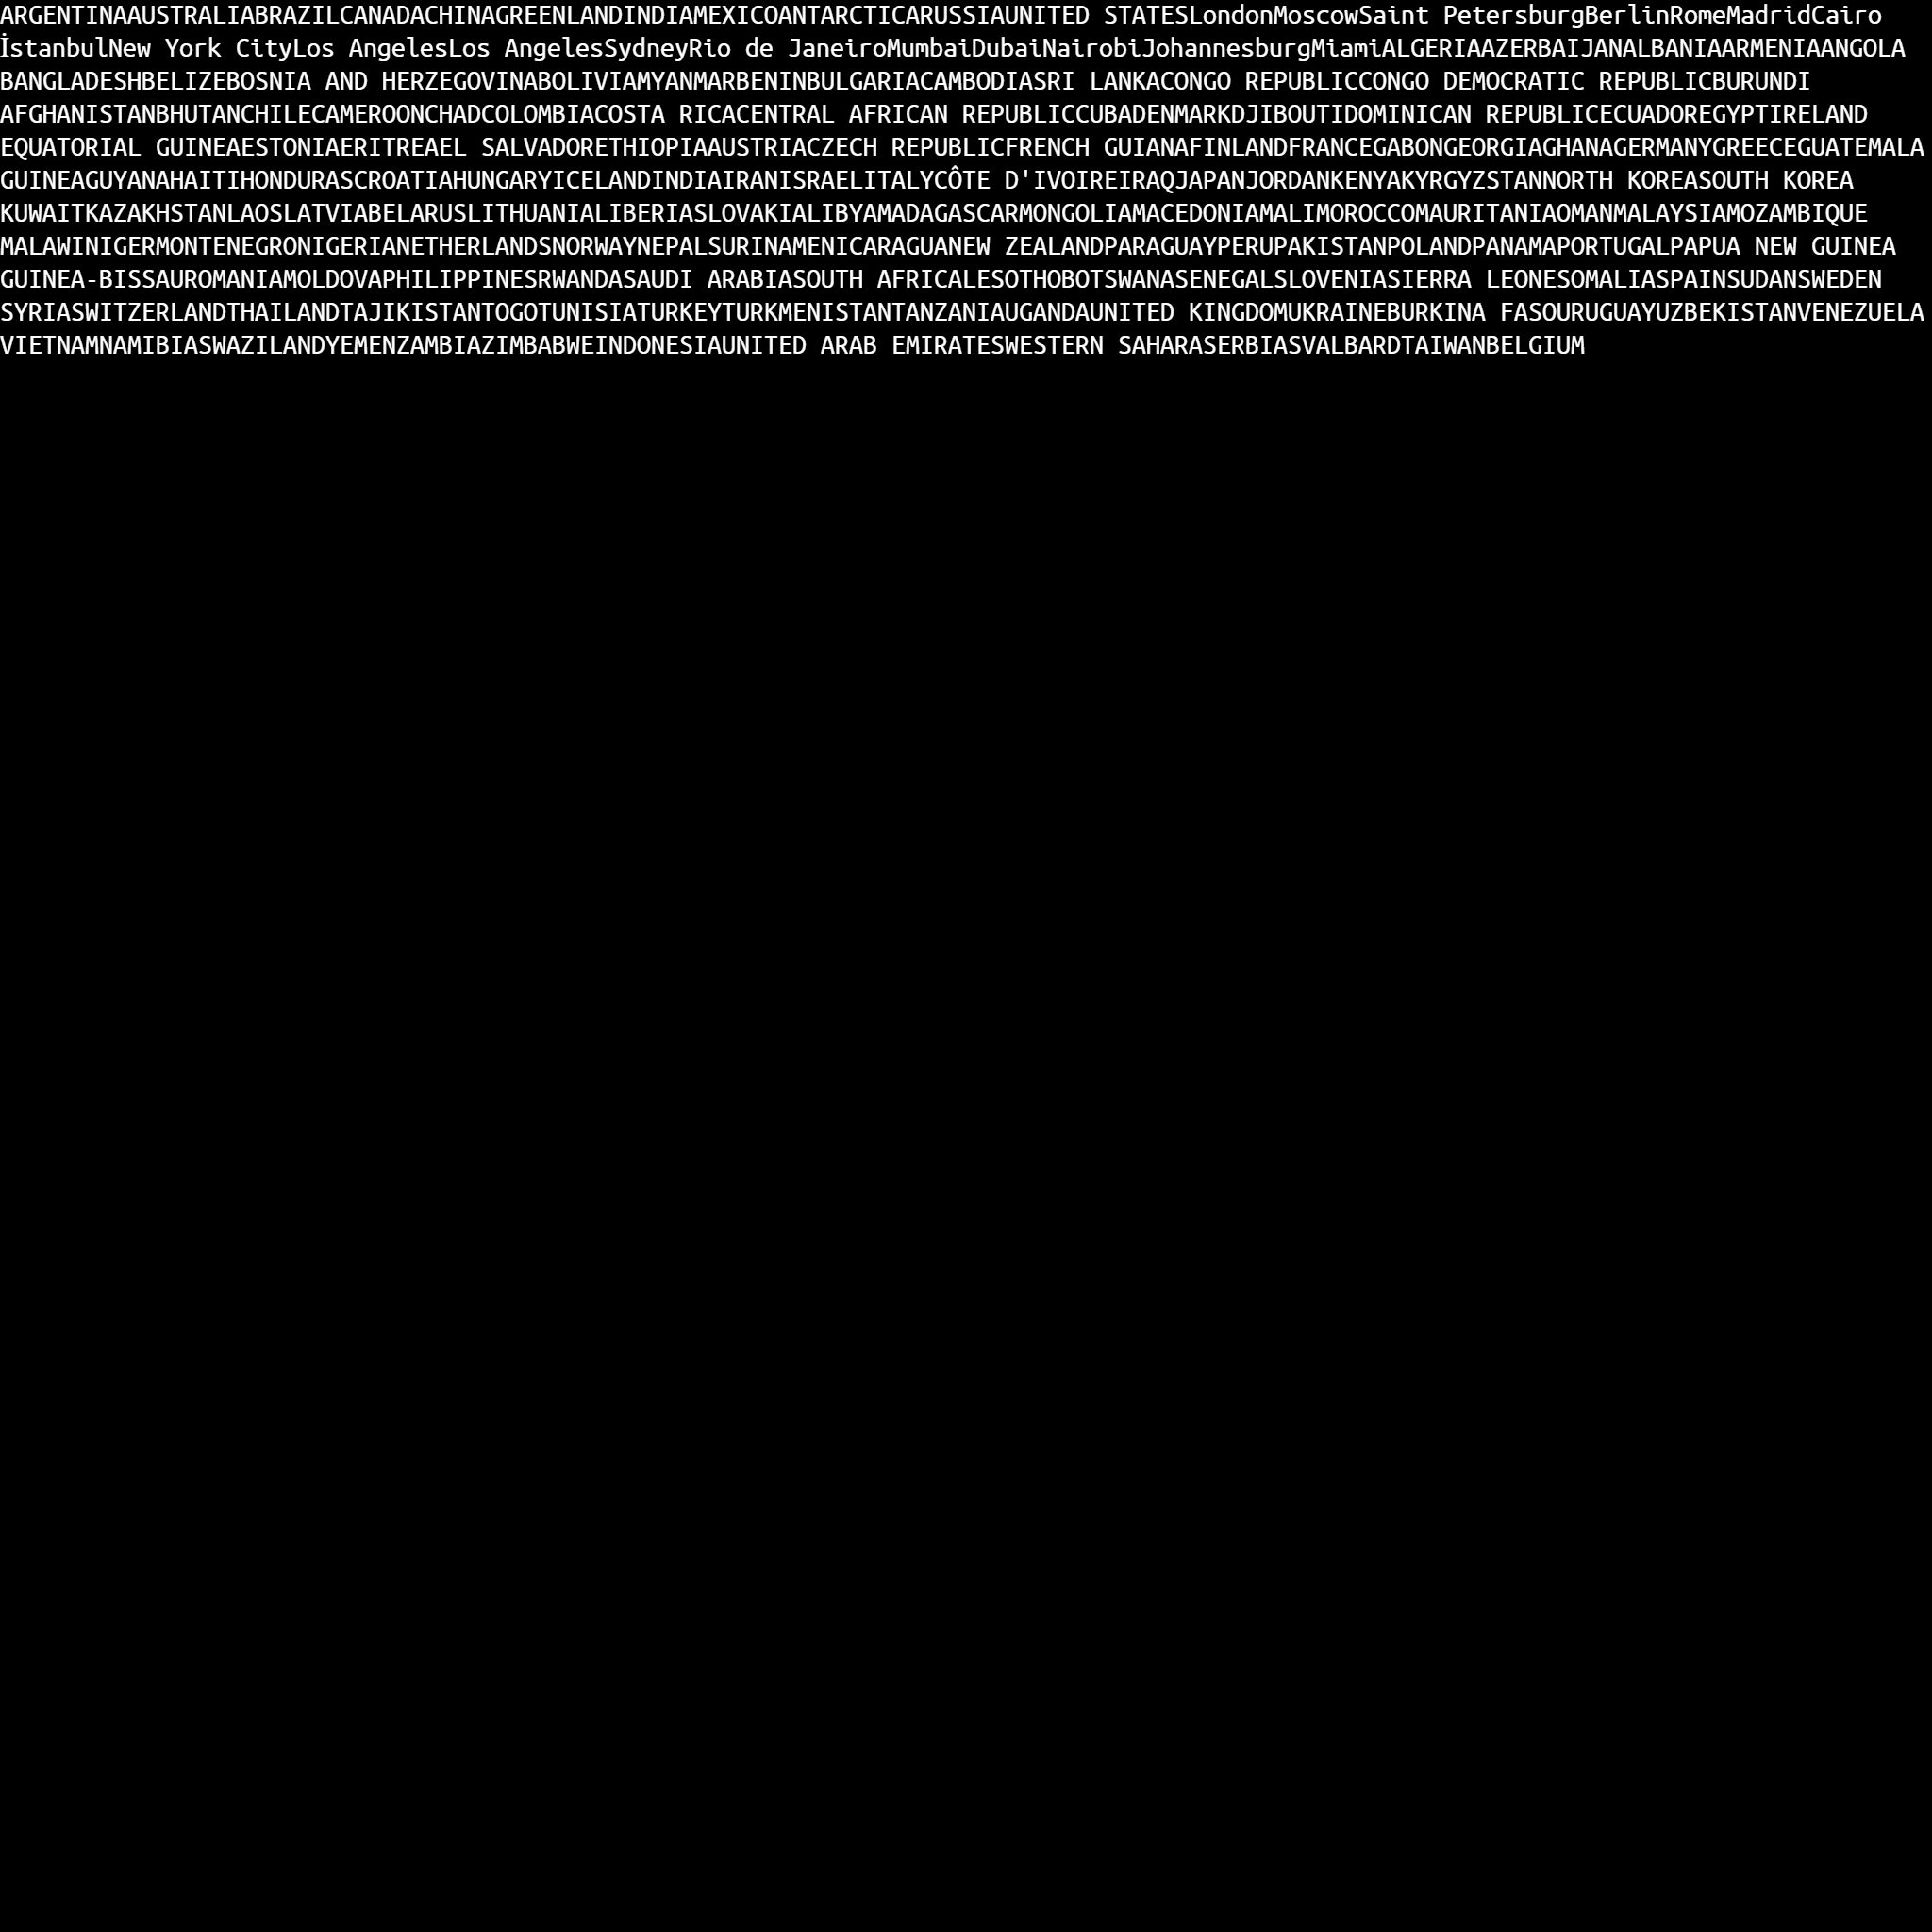 ARGENTINAAUSTRALIABRAZILCANADACHINAGREENLANDINDIAMEXICOANTARCTICARUSSIAUNITED STATESLondonMoscowSaint PetersburgBerlinRomeMadridCairo
İstanbulNew York CityLos AngelesLos AngelesSydneyRio de JaneiroMumbaiDubaiNairobiJohannesburgMiamiALGERIAAZERBAIJANALBANIAARMENIAANGOLA
BANGLADESHBELIZEBOSNIA AND HERZEGOVINABOLIVIAMYANMARBENINBULGARIACAMBODIASRI LANKACONGO REPUBLICCONGO DEMOCRATIC REPUBLICBURUNDI
AFGHANISTANBHUTANCHILECAMEROONCHADCOLOMBIACOSTA RICACENTRAL AFRICAN REPUBLICCUBADENMARKDJIBOUTIDOMINICAN REPUBLICECUADOREGYPTIRELAND
EQUATORIAL GUINEAESTONIAERITREAEL SALVADORETHIOPIAAUSTRIACZECH REPUBLICFRENCH GUIANAFINLANDFRANCEGABONGEORGIAGHANAGERMANYGREECEGUATEMALA
GUINEAGUYANAHAITIHONDURASCROATIAHUNGARYICELANDINDIAIRANISRAELITALYCÔTE D'IVOIREIRAQJAPANJORDANKENYAKYRGYZSTANNORTH KOREASOUTH KOREA
KUWAITKAZAKHSTANLAOSLATVIABELARUSLITHUANIALIBERIASLOVAKIALIBYAMADAGASCARMONGOLIAMACEDONIAMALIMOROCCOMAURITANIAOMANMALAYSIAMOZAMBIQUE
MALAWINIGERMONTENEGRONIGERIANETHERLANDSNORWAYNEPALSURINAMENICARAGUANEW ZEALANDPARAGUAYPERUPAKISTANPOLANDPANAMAPORTUGALPAPUA NEW GUINEA
GUINEA-BISSAUROMANIAMOLDOVAPHILIPPINESRWANDASAUDI ARABIASOUTH AFRICALESOTHOBOTSWANASENEGALSLOVENIASIERRA LEONESOMALIASPAINSUDANSWEDEN
SYRIASWITZERLANDTHAILANDTAJIKISTANTOGOTUNISIATURKEYTURKMENISTANTANZANIAUGANDAUNITED KINGDOMUKRAINEBURKINA FASOURUGUAYUZBEKISTANVENEZUELA
VIETNAMNAMIBIASWAZILANDYEMENZAMBIAZIMBABWEINDONESIAUNITED ARAB EMIRATESWESTERN SAHARASERBIASVALBARDTAIWANBELGIUM